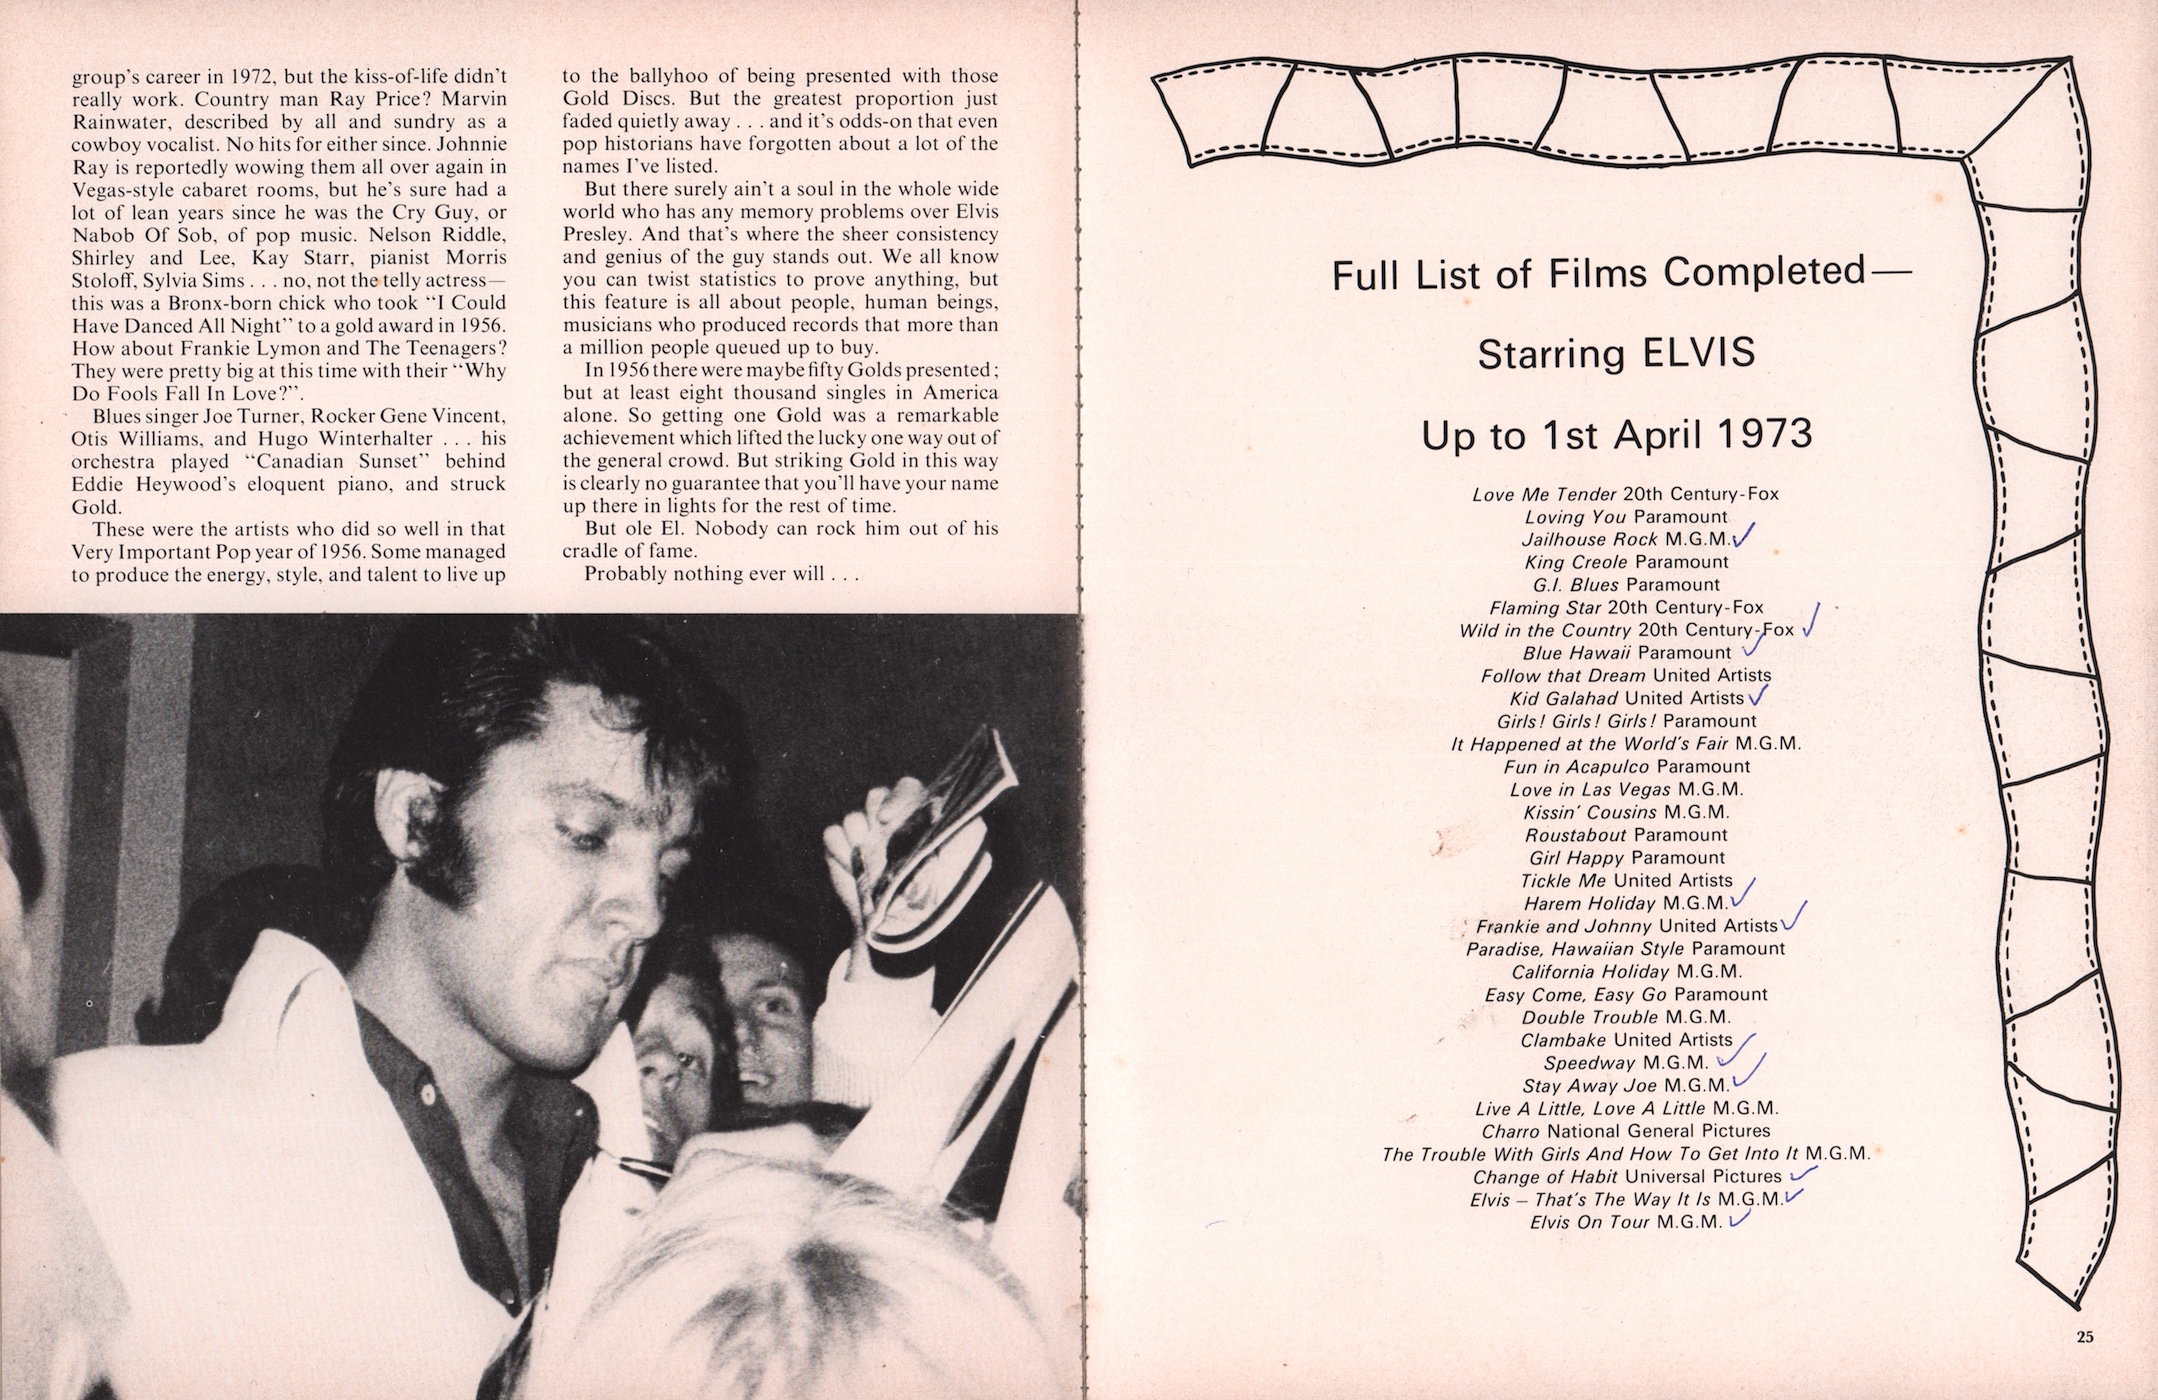 group's career in 1972, but the kiss-of-life didn't
really work. Country man Ray Price? Marvin
Rainwater, described by all and sundry as a
cowboy vocalist. No hits for either since. Johnnie
Ray is reportedly wowing them all over again in
Vegas-style cabaret rooms, but he's sure had a
lot of lean years since he was the Cry Guy, or
Nabob Of Sob, of pop music. Nelson Riddle,
Shirley and Lee, Kay Starr, pianist Morris
Stoloff, Sylvia Sims . . . no, not the telly actress—
this was a Bronx-born chick who took “I Could
Have Danced All Night” to a gold award in 1956.
How about Frankie Lymon and The Teenagers?
They were pretty big at this time with their “Why
Do Fools Fall In Love?”.
Blues singer Joe Turner, Rocker Gene Vincent,
Otis Williams, and Hugo Winterhalter . . . his
orchestra played “Canadian Sunset” behind
Eddie Heywood's eloquent piano, and struck
Gold.
These were the artists who did so well in that
Very Important Pop year of 1956. Some managed
to produce the energy, style, and talent to live up
to the ballyhoo of being presented with those
Gold Discs. But the greatest proportion just
faded quietly away . . . and it's odds-on that even
pop historians have forgotten about a lot of the
names I've listed.
But there surely ain't a soul in the whole wide
world who has any memory problems over Elvis
Presley. And that's where the sheer consistency
and genius of the guy stands out. We all know
you can twist statistics to prove anything, but
this feature is all about people, human beings,
musicians who produced records that more than
a million people queued up to buy.
In 1956 there were maybe fifty Golds presented;
but at least eight thousand singles in America
alone. So getting one Gold was a remarkable
achievement which lifted the lucky one way out of
the general crowd. But striking Gold in this way
is clearly no guarantee that you'll have your name
up there in lights for the rest of time.
But ole El. Nobody can rock him out of his
cradle of fame.
Probably nothing ever will . . .
Full List of Films Completed—
Starring ELVIS
Up to 1st April 1973
Love Me Tender 20th Century-Fox
Loving You Paramount
Jailhouse Rock M.G.M.
King Creole Paramount
G.I. Blues Paramount
Flaming Star 20th Century-Fox
Wild in the Country 20th Century-Fox
Blue Hawaii Paramount
Follow that Dream United Artists
Kid Galahad United Artists
Girls! Girls! Girls! Paramount
It Happened at the World's Fair M.G.M.
Fun in Acapulco Paramount
Love in Las Vegas M.G.M.
Kissin' Cousins M.G.M.
Roustabout Paramount
Girl Happy Paramount
Tickle Me United Artists
Harem Holiday M.G.M.
Frankie and Johnny United Artists
Paradise, Hawaiian Style Paramount
California Holiday M.G.M.
Easy Come, Easy Go Paramount
Double Trouble M.G.M.
Clambake United Artists
Speedway M.G.M.
Stay Away Joe M.G.M.
Live A Little, Love A Little M.G.M.
Charro National General Pictures
The Trouble With Girls And How To Get Into It M.G.M.
Change of Habit Universal Pictures
Elvis – That's The Way It Is M.G.M.
Elvis On Tour M.G.M.
25